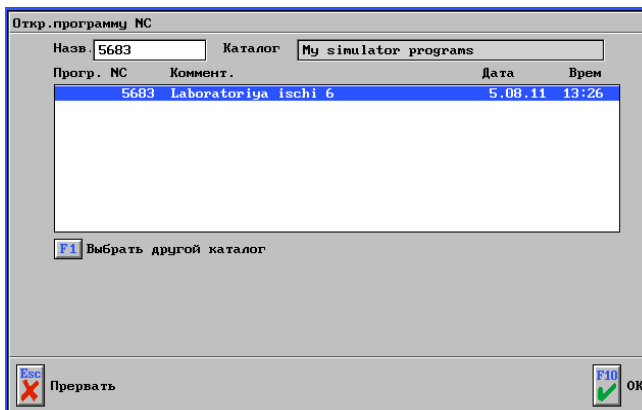 Откр.программу NC
Назв. 5683 Каталог My simulator programs
Прогр. NC Коммент. Дата Врем
5683 Laboratoriya ischi 6 5.08.11 13:26
F1 Выбрать другой каталог
Esc Прервать F10 OK